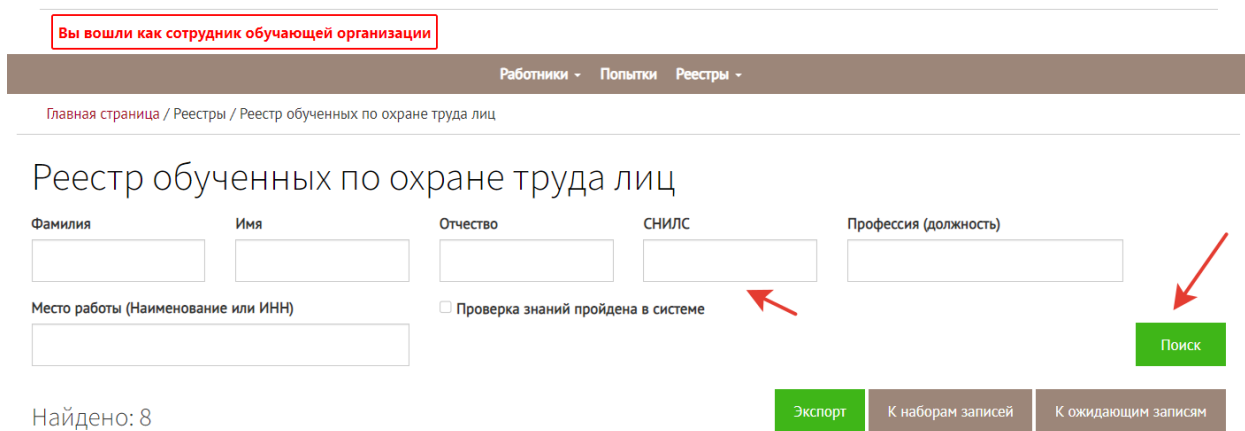 Вы вошли как сотрудник обучающей организации
Работники Попытки Реестры
Главная страница / Реестры / Реестр обученных по охране труда лиц
Реестр обученных по охране труда лиц
Фамилия Имя Отчество СНИЛС Профессия (должность)
Место работы (Наименование или ИНН) Проверка знаний пройдена в системе
Поиск
Найдено: 8 Экспорт К наборам записей К ожидающим записям